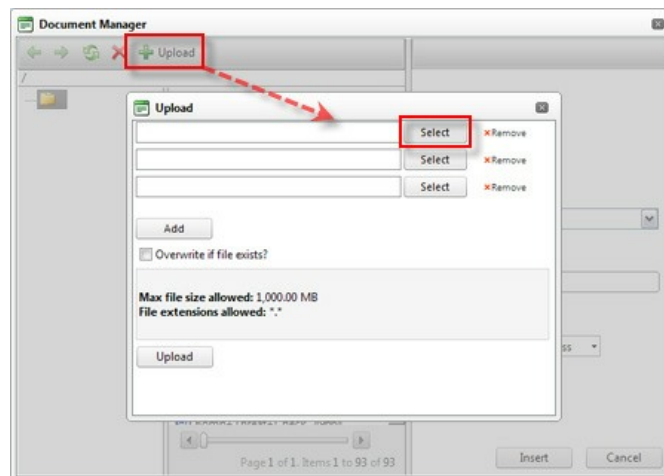 Document Manager
Upload
/
Upload
Select
Remove
Select
Remove
Select
Remove
Add
Overwrite if file exists?
Max file size allowed: 1,000.00 MB
File extensions allowed: *.*
Upload
ss
Page 1 of 1. Items 1 to 93 of 93
Insert
Cancel